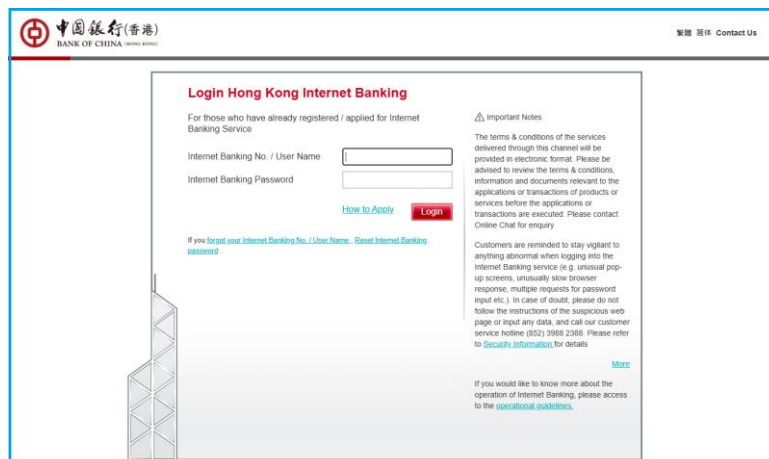 中國銀行(香港)
BANK OF CHINA (HONG KONG)
繁體 简体 Contact Us
Login Hong Kong Internet Banking
For those who have already registered / applied for Internet
Banking Service
Internet Banking No. / User Name
Internet Banking Password
How to Apply
Login
If you forgot your Internet Banking No. / User Name , Reset Internet Banking
password .
Important Notes
The terms & conditions of the services
delivered through this channel will be
provided in electronic format. Please be
advised to review the terms & conditions,
information and documents relevant to the
applications or transactions of products or
services before the applications or
transactions are executed. Please contact
Online Chat for enquiry.
Customers are reminded to stay vigilant to
anything abnormal when logging into the
Internet Banking service (e.g. unusual pop-
up screens, unusually slow browser
response, multiple requests for password
input etc.). In case of doubt, please do not
follow the instructions of the suspicious web
page or input any data, and call our customer
service hotline (852) 3988 2388. Please refer
to Security Information for details
More
If you would like to know more about the
operation of Internet Banking, please access
to the operational guidelines.